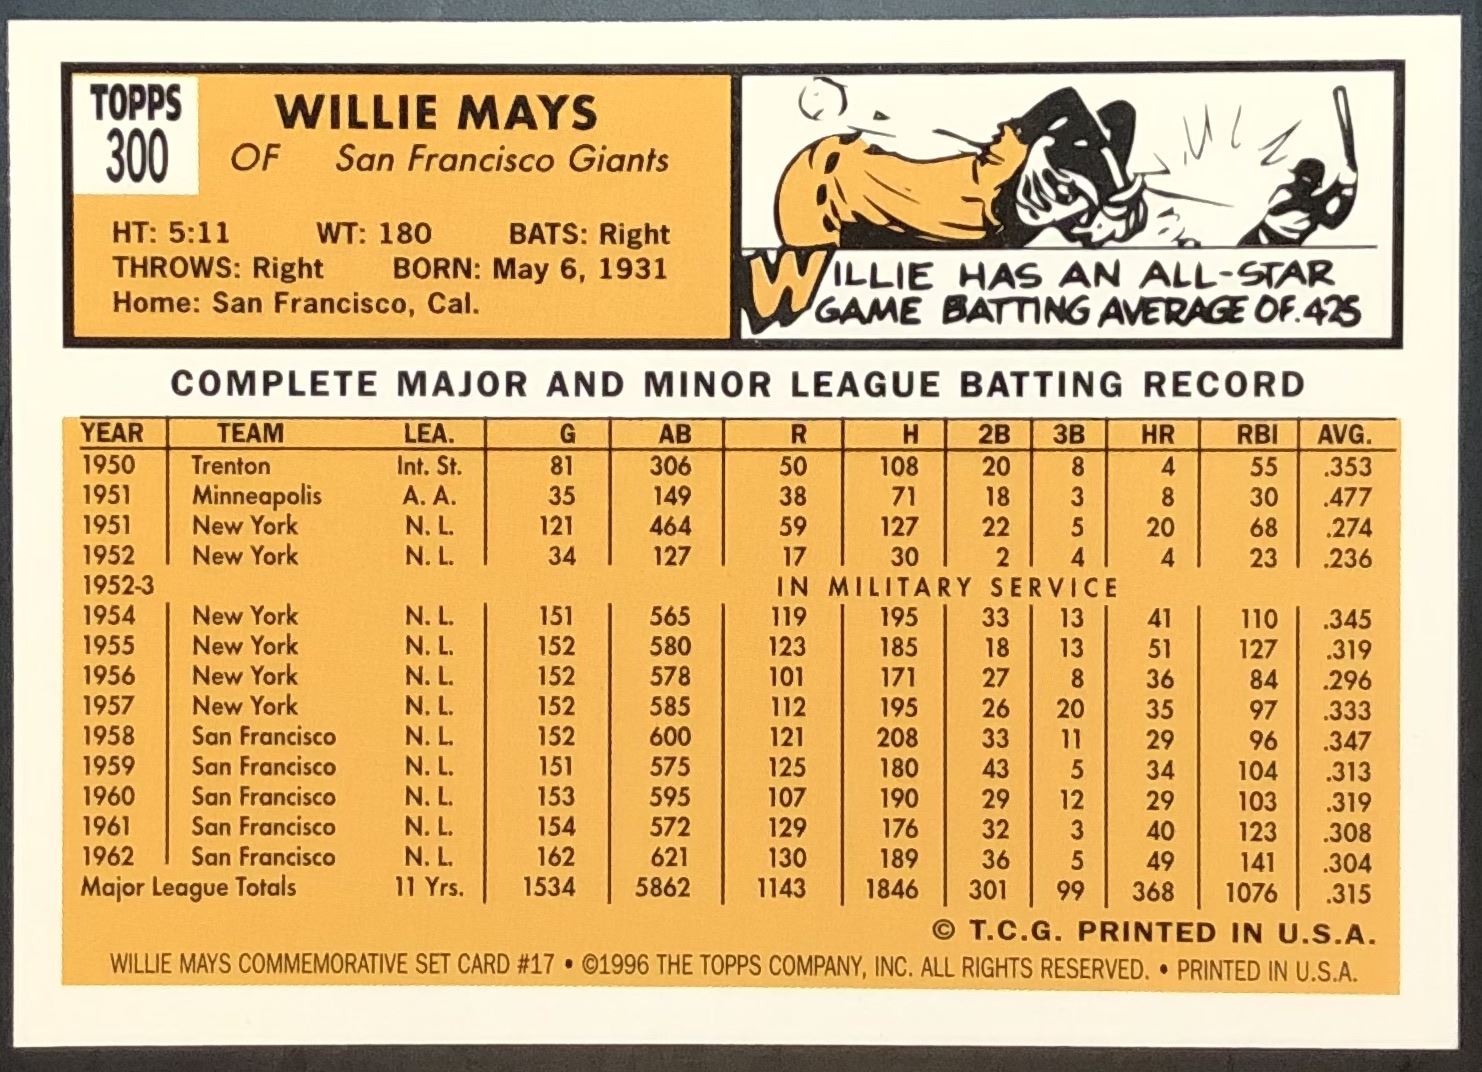 TOPPS
300
WILLIE MAYS
OF San Francisco Giants
HT: 5:11 WT: 180 BATS: Right
THROWS: Right BORN: May 6, 1931
Home: San Francisco, Cal.
WILLIE HAS AN ALL-STAR
GAME BATTING AVERAGE OF .425
COMPLETE MAJOR AND MINOR LEAGUE BATTING RECORD
YEAR TEAM LEA. G AB R H 2B 3B HR RBI AVG.
1950 Trenton Int. St. 81 306 50 108 20 8 4 55 .353
1951 Minneapolis A. A. 35 149 38 71 18 3 8 30 .477
1951 New York N. L. 121 464 59 127 22 5 20 68 .274
1952 New York N. L. 34 127 17 30 2 4 4 23 .236
1952-3 IN MILITARY SERVICE
1954 New York N. L. 151 565 119 195 33 13 41 110 .345
1955 New York N. L. 152 580 123 185 18 13 51 127 .319
1956 New York N. L. 152 578 101 171 27 8 36 84 .296
1957 New York N. L. 152 585 112 195 26 20 35 97 .333
1958 San Francisco N. L. 152 600 121 208 33 11 29 96 .347
1959 San Francisco N. L. 151 575 125 180 43 5 34 104 .313
1960 San Francisco N. L. 153 595 107 190 29 12 29 103 .319
1961 San Francisco N. L. 154 572 129 176 32 3 40 123 .308
1962 San Francisco N. L. 162 621 130 189 36 5 49 141 .304
Major League Totals 11 Yrs. 1534 5862 1143 1846 301 99 368 1076 .315
© T.C.G. PRINTED IN U.S.A.
WILLIE MAYS COMMEMORATIVE SET CARD #17 • ©1996 THE TOPPS COMPANY, INC. ALL RIGHTS RESERVED. • PRINTED IN U.S.A.